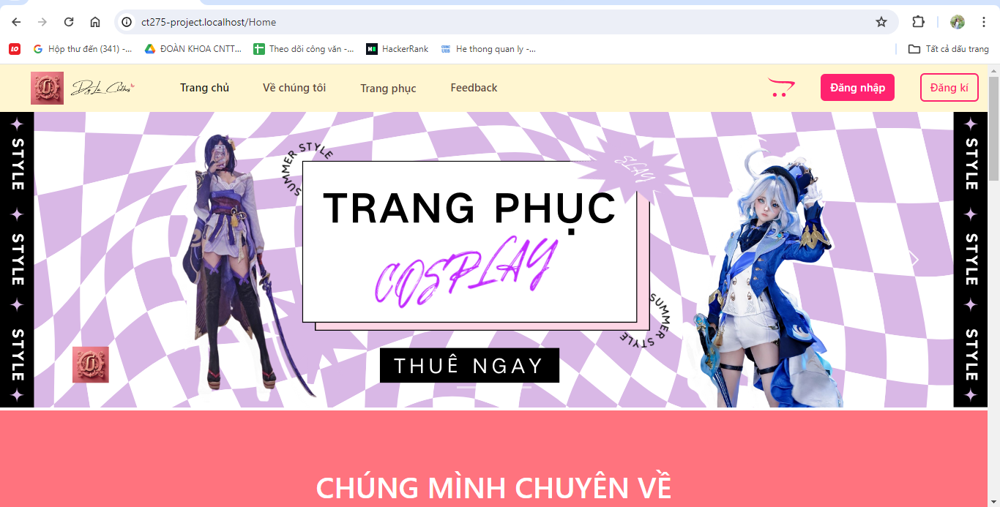 ct275-project.localhost/Home
Hộp thư đến (341) -...
ĐOÀN KHOA CNTT...
Theo dõi công văn -...
HackerRank
He thong quan ly -...
Tất cả dấu trang
Trang chủ
Về chúng tôi
Trang phục
Feedback
Đăng nhập
Đăng kí
STYLE
STYLE
STYLE
SUMMER STYLE
SLAY
TRANG PHỤC
COSPLAY
SUMMER STYLE
THUÊ NGAY
STYLE
STYLE
STYLE
CHÚNG MÌNH CHUYÊN VỀ